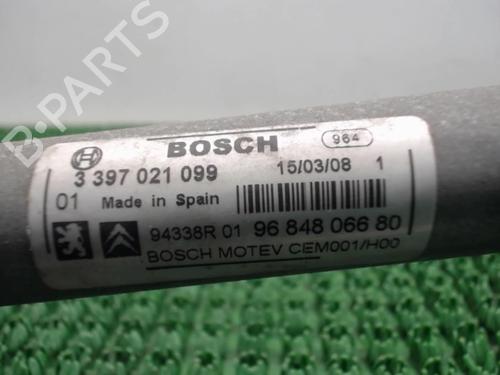 B-PARTS
BOSCH 964
3 397 021 099 15/03/08 1
01 Made in Spain
94338R 01 96 848 066 80
BOSCH MOTEV CEM001/H00